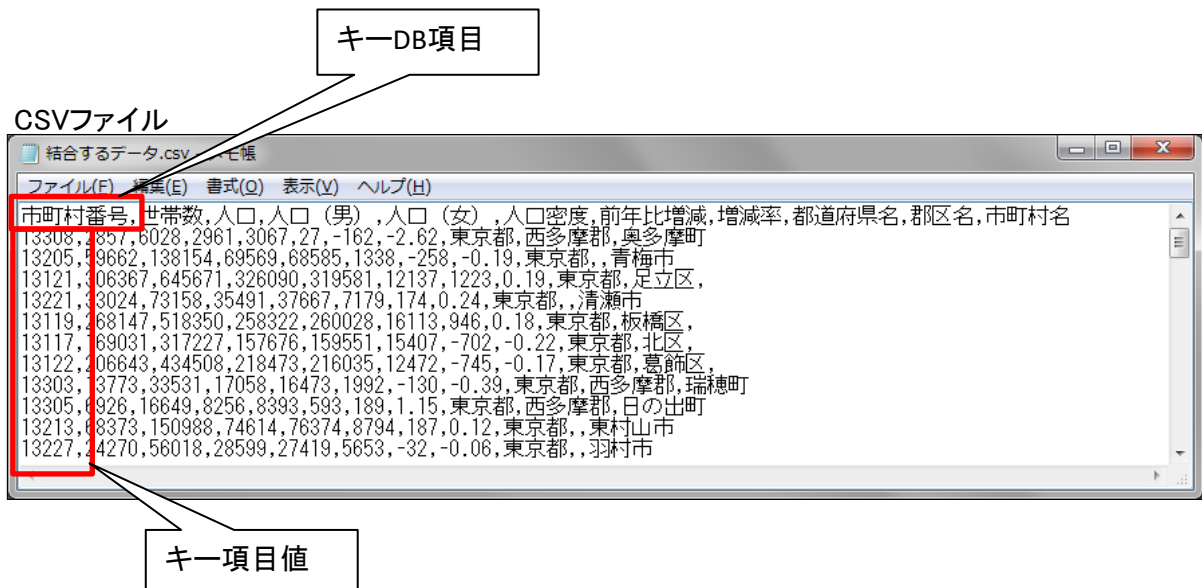 キーDB項目
CSVファイル
結合するデータ.csv - メモ帳
ファイル(F) 編集(E) 書式(O) 表示(V) ヘルプ(H)
市町村番号,世帯数,人口,人口（男）,人口（女）,人口密度,前年比増減,増減率,都道府県名,郡区名,市町村名
13308,2857,6028,2961,3067,27,-162,-2.62,東京都,西多摩郡,奥多摩町
13205,59662,138154,69569,68585,1338,-258,-0.19,東京都,,青梅市
13121,306367,645671,326090,319581,12137,1223,0.19,東京都,足立区,
13221,33024,73158,35491,37667,7179,174,0.24,東京都,,清瀬市
13119,268147,518350,258322,260028,16113,946,0.18,東京都,板橋区,
13117,169031,317227,157676,159551,15407,-702,-0.22,東京都,北区,
13122,206643,434508,218473,216035,12472,-745,-0.17,東京都,葛飾区,
13303,13773,33531,17058,16473,1992,-130,-0.39,東京都,西多摩郡,瑞穂町
13305,6926,16649,8256,8393,593,189,1.15,東京都,西多摩郡,日の出町
13213,68373,150988,74614,76374,8794,187,0.12,東京都,,東村山市
13227,24270,56018,28599,27419,5653,-32,-0.06,東京都,,羽村市
キー項目値